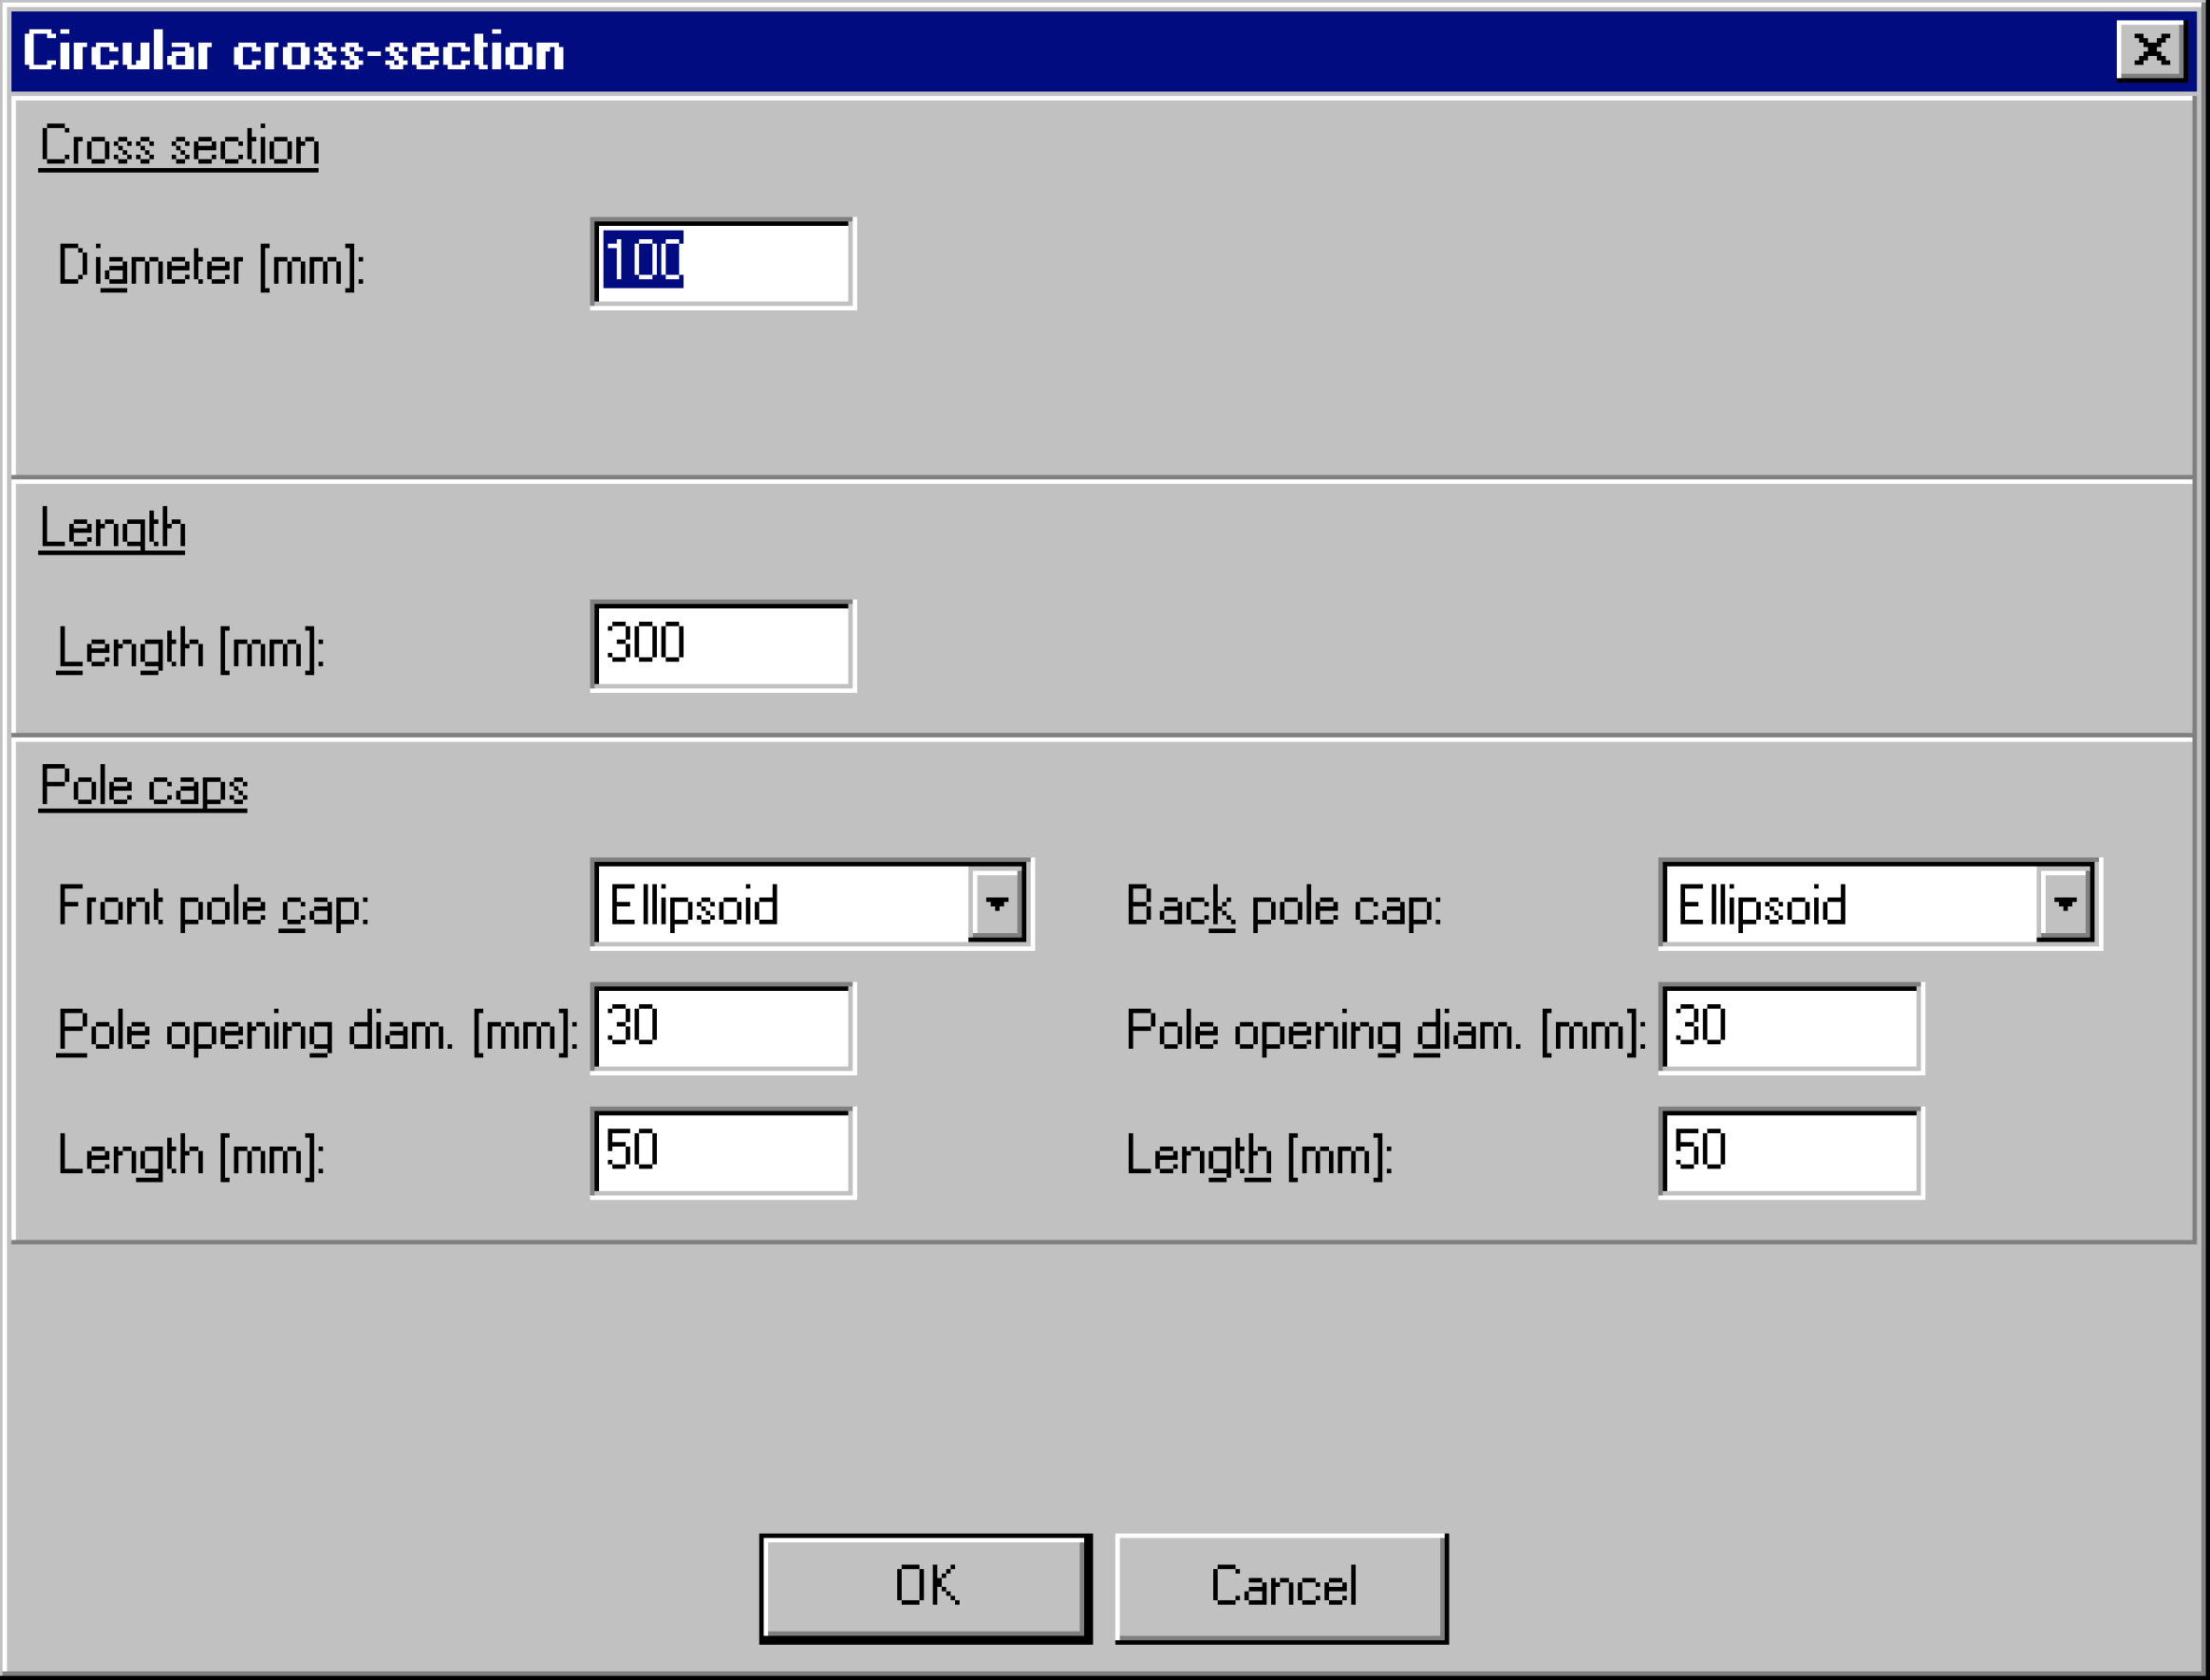 Circular cross-section
Cross section
Diameter [mm]: 100
Length
Length [mm]: 300
Pole caps
Front pole cap: Ellipsoid Back pole cap: Ellipsoid
Pole opening diam. [mm]: 30 Pole opening diam. [mm]: 30
Length [mm]: 50 Length [mm]: 50
OK Cancel